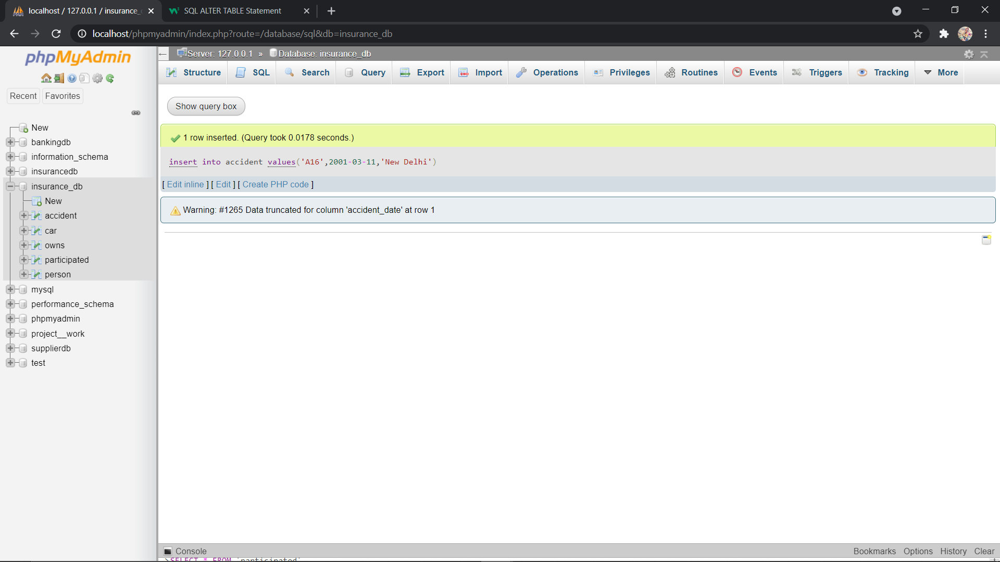 localhost / 127.0.0.1 / insurance_
SQL ALTER TABLE Statement
localhost/phpmyadmin/index.php?route=/database/sql&db=insurance_db
phpMyAdmin
Recent
Favorites
New
bankingdb
information_schema
insurancedb
insurance_db
New
accident
car
owns
participated
person
mysql
performance_schema
phpmyadmin
project__work
supplierdb
test
Server: 127.0.0.1 » Database: insurance_db
Structure SQL Search Query Export Import Operations Privileges Routines Events Triggers Tracking More
Show query box
1 row inserted. (Query took 0.0178 seconds.)
insert into accident values('A16',2001-03-11,'New Delhi')
[ Edit inline ] [ Edit ] [ Create PHP code ]
Warning: #1265 Data truncated for column 'accident_date' at row 1
Console
Bookmarks Options History Clear
>SELECT * FROM `participated`